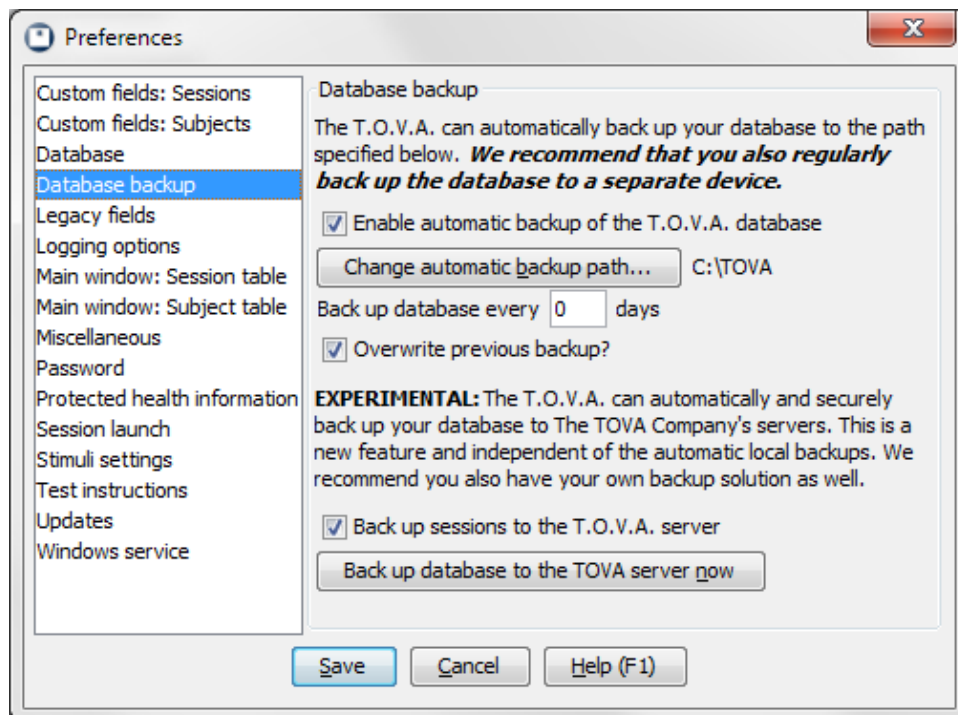 Preferences
Custom fields: Sessions
Custom fields: Subjects
Database
Database backup
Legacy fields
Logging options
Main window: Session table
Main window: Subject table
Miscellaneous
Password
Protected health information
Session launch
Stimuli settings
Test instructions
Updates
Windows service
Database backup
The T.O.V.A. can automatically back up your database to the path
specified below. We recommend that you also regularly
back up the database to a separate device.
Enable automatic backup of the T.O.V.A. database
Change automatic backup path... C:\TOVA
Back up database every 0 days
Overwrite previous backup?
EXPERIMENTAL: The T.O.V.A. can automatically and securely
back up your database to The TOVA Company's servers. This is a
new feature and independent of the automatic local backups. We
recommend you also have your own backup solution as well.
Back up sessions to the T.O.V.A. server
Back up database to the TOVA server now
Save Cancel Help (F1)